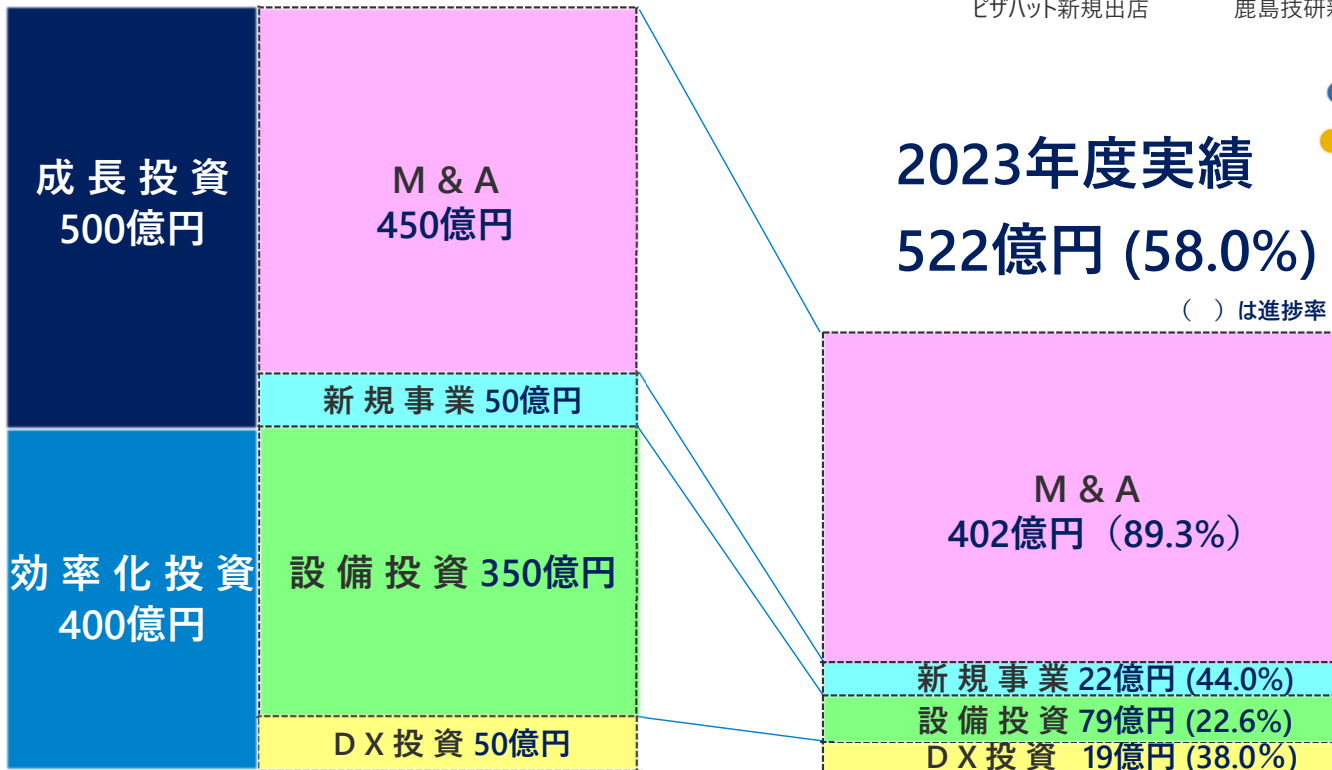 ピザハット新規出店
鹿島技研
成長投資
500億円
M & A
450億円
新規事業 50億円
効率化投資
400億円
設備投資 350億円
DX投資 50億円
2023年度実績
522億円 (58.0%)
（　）は進捗率
M & A
402億円（89.3%）
新規事業 22億円 (44.0%)
設備投資 79億円 (22.6%)
DX投資 19億円 (38.0%)